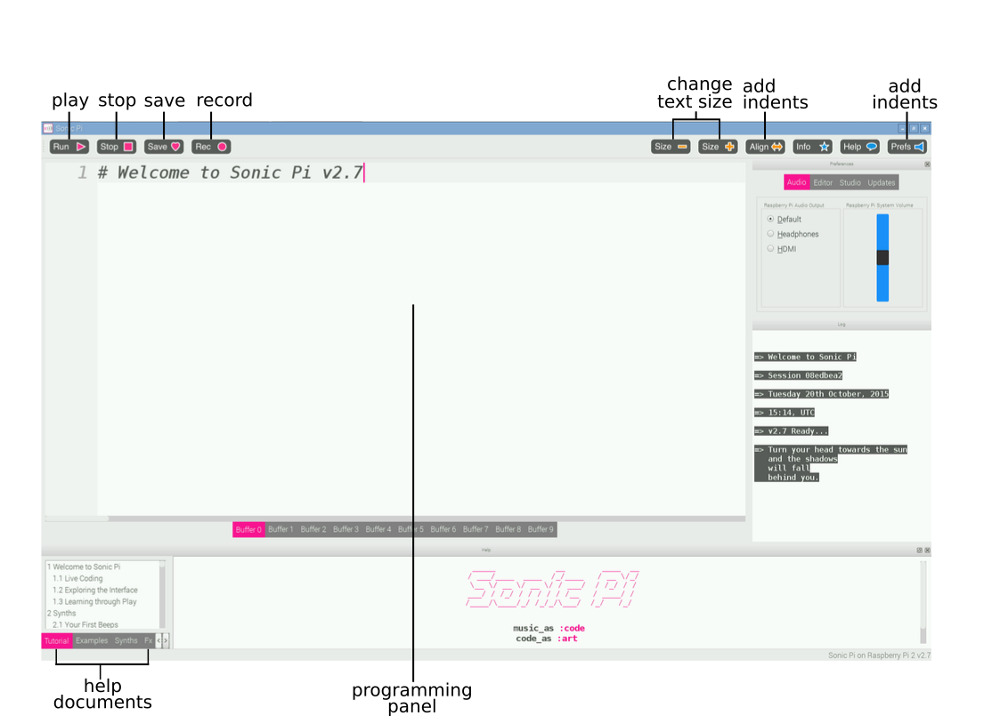 change
text size
add
indents
add
indents
play
stop
save
record
Sonic Pi
Run
Stop
Save
Rec
Size
Size
Align
Info
Help
Prefs
1 # Welcome to Sonic Pi v2.7
Preferences
Audio
Editor
Studio
Updates
Raspberry Pi Audio Output
Raspberry Pi System Volume
Default
Headphones
HDMI
Log
=> Welcome to Sonic Pi
=> Session 08edbea2
=> Tuesday 20th October, 2015
=> 15:14, UTC
=> v2.7 Ready...
=> Turn your head towards the sun
and the shadows
will fall
behind you.
Buffer 0
Buffer 1
Buffer 2
Buffer 3
Buffer 4
Buffer 5
Buffer 6
Buffer 7
Buffer 8
Buffer 9
Help
1 Welcome to Sonic Pi
1.1 Live Coding
1.2 Exploring the Interface
1.3 Learning through Play
2 Synths
2.1 Your First Beeps
Tutorial
Examples
Synths
Fx
Sonic Pi
music_as :code
code_as :art
Sonic Pi on Raspberry Pi 2 v2.7
help
documents
programming
panel